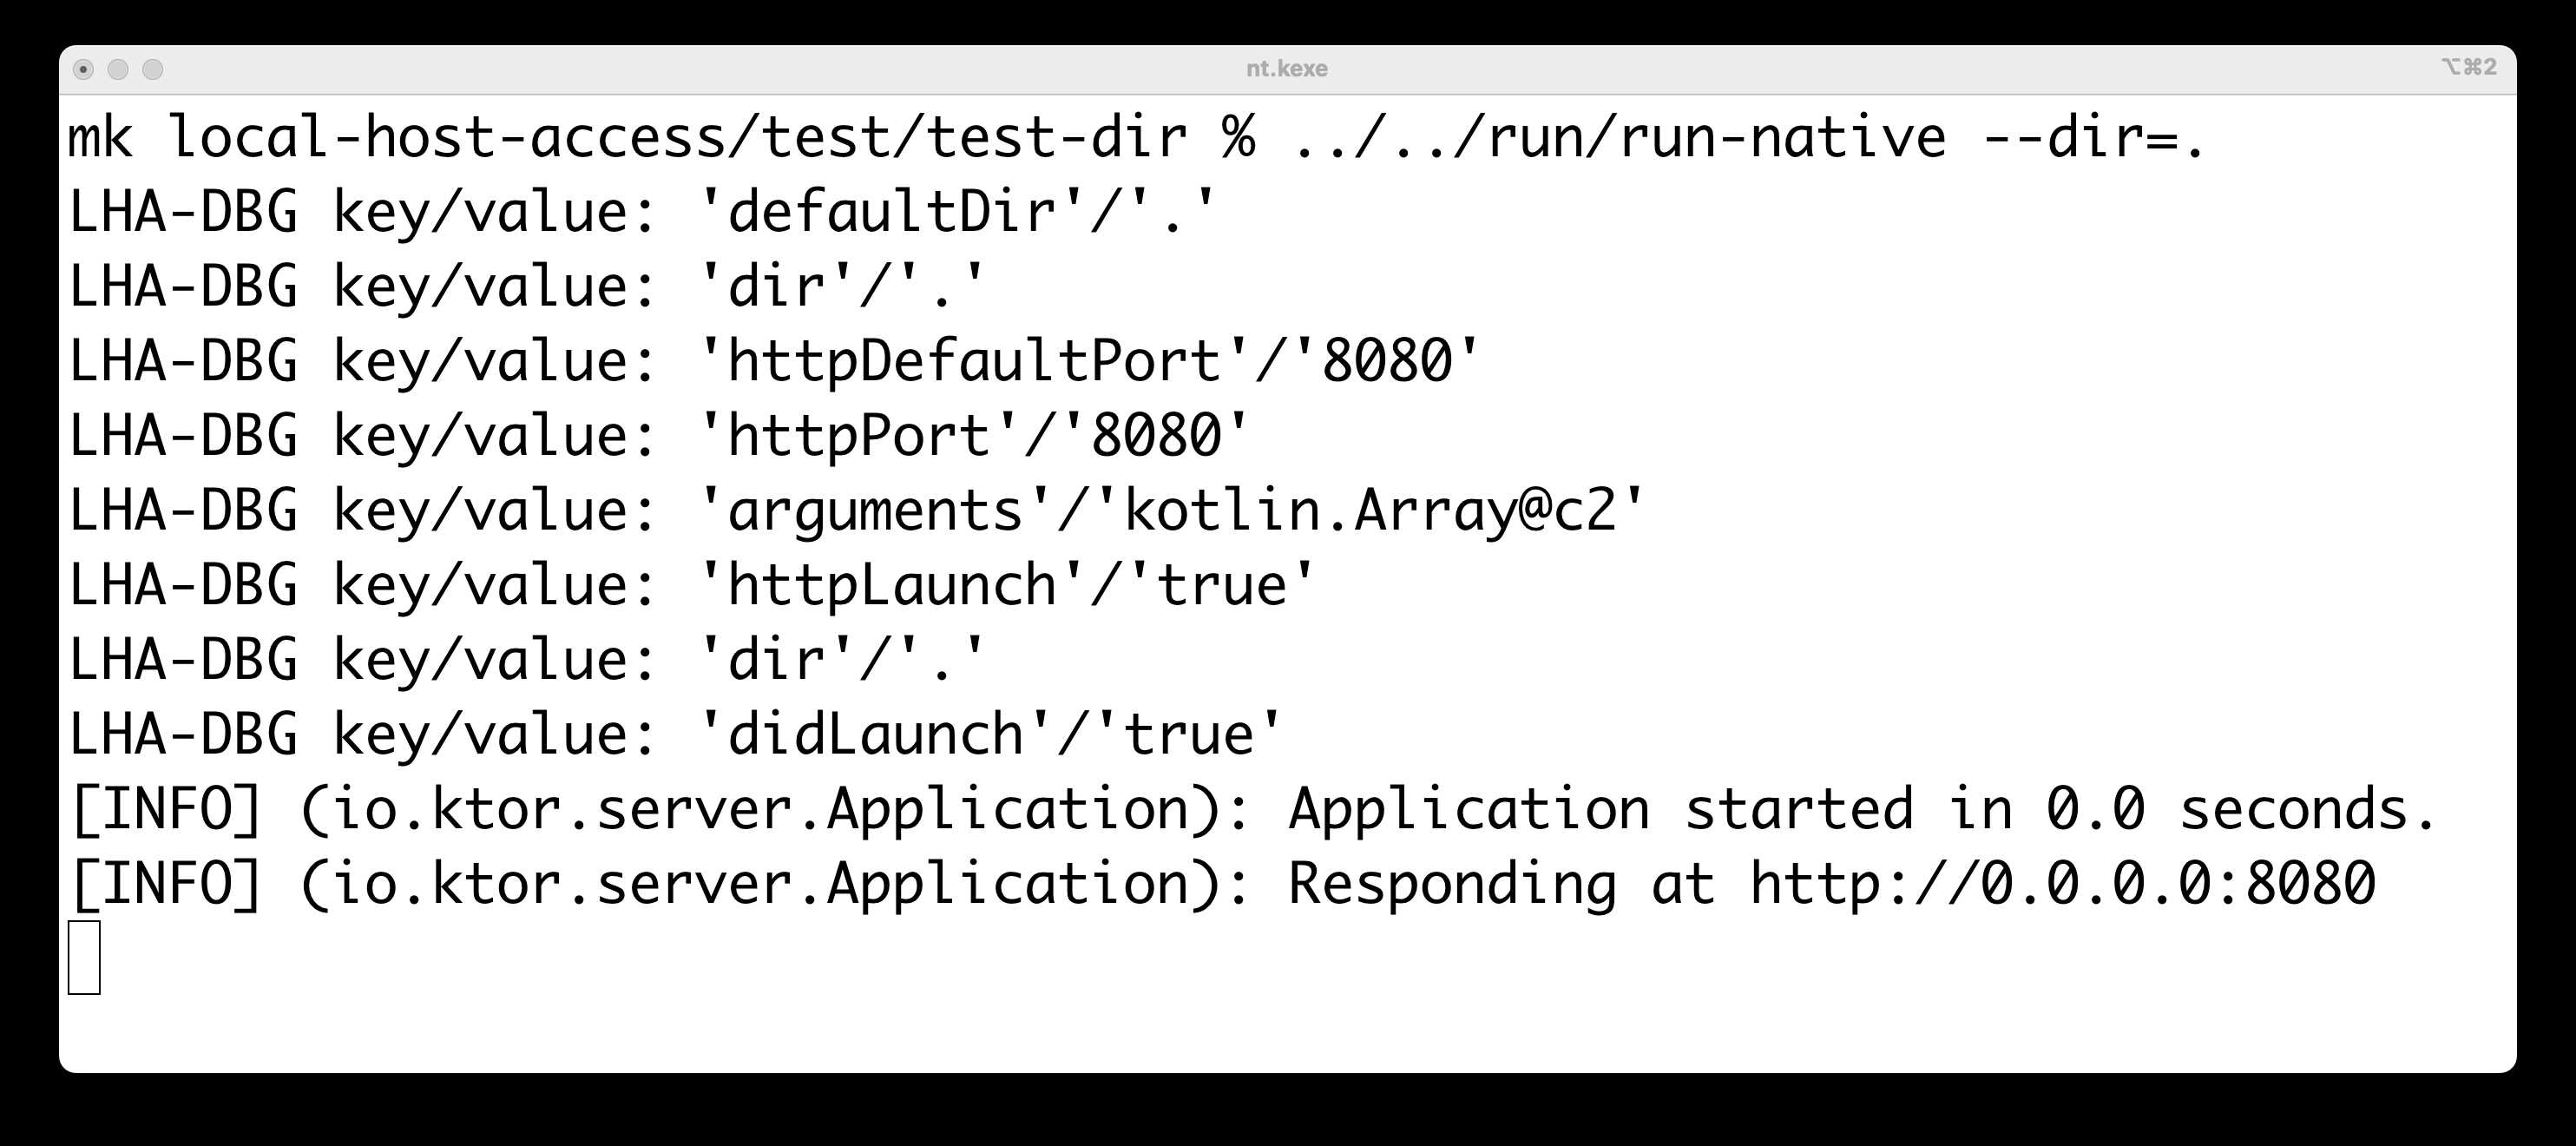 nt.kexe
⌥⌘2
mk local-host-access/test/test-dir % ../../run/run-native --dir=.
LHA-DBG key/value: 'defaultDir'/'.'
LHA-DBG key/value: 'dir'/'.'
LHA-DBG key/value: 'httpDefaultPort'/'8080'
LHA-DBG key/value: 'httpPort'/'8080'
LHA-DBG key/value: 'arguments'/'kotlin.Array@c2'
LHA-DBG key/value: 'httpLaunch'/'true'
LHA-DBG key/value: 'dir'/'.'
LHA-DBG key/value: 'didLaunch'/'true'
[INFO] (io.ktor.server.Application): Application started in 0.0 seconds.
[INFO] (io.ktor.server.Application): Responding at http://0.0.0.0:8080